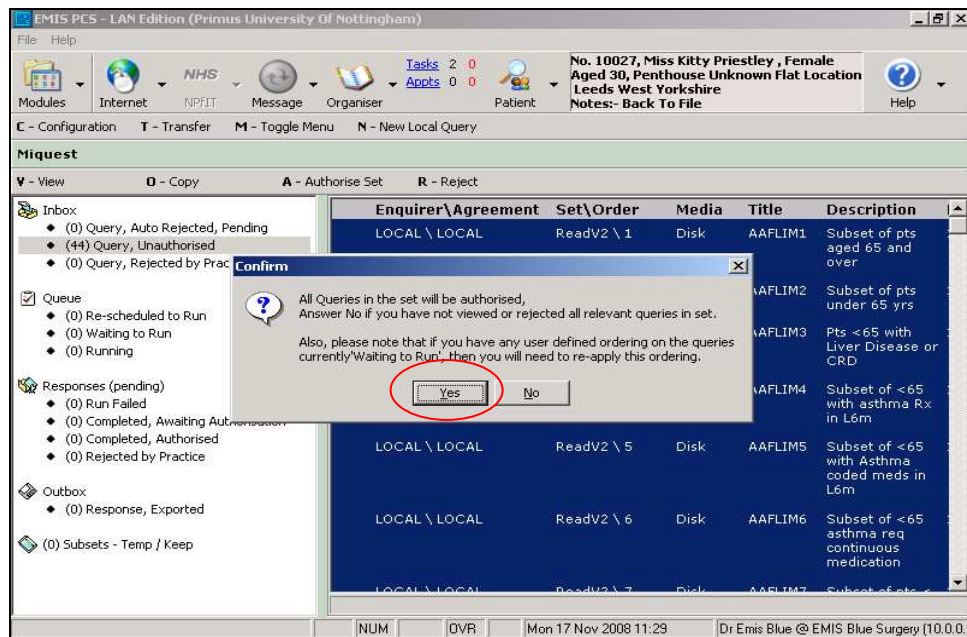 EMIS PCS - LAN Edition (Primus University Of Nottingham)
File Help
Modules
Internet
NHS
NPfIT
Message
Organiser
Tasks 2 0
Appts 0 0
Patient
No. 10027, Miss Kitty Priestley , Female
Aged 30, Penthouse Unknown Flat Location
Leeds West Yorkshire
Notes:- Back To File
Help
C - Configuration T - Transfer M - Toggle Menu N - New Local Query
Miquest
V - View O - Copy A - Authorise Set R - Reject
Inbox
(0) Query, Auto Rejected, Pending
(44) Query, Unauthorised
(0) Query, Rejected by Prac
Queue
(0) Re-scheduled to Run
(0) Waiting to Run
(0) Running
Responses (pending)
(0) Run Failed
(0) Completed, Awaiting Authorisation
(0) Completed, Authorised
(0) Rejected by Practice
Outbox
(0) Response, Exported
(0) Subsets - Temp / Keep
Enquirer\Agreement Set\Order Media Title Description
LOCAL \ LOCAL ReadV2 \ 1 Disk AAFLIM1 Subset of pts
aged 65 and
over
AAFLIM2 Subset of pts
under 65 yrs
AAFLIM3 Pts <65 with
Liver Disease or
CRD
AAFLIM4 Subset of <65
with asthma Rx
in L6m
LOCAL \ LOCAL ReadV2 \ 5 Disk AAFLIM5 Subset of <65
with Asthma
coded meds in
L6m
LOCAL \ LOCAL ReadV2 \ 6 Disk AAFLIM6 Subset of <65
asthma req
continuous
medication
LOCAL \ LOCAL ReadV2 \ 7 Disk AAFLIM7 Subset of pts <
Confirm
All Queries in the set will be authorised,
Answer No if you have not viewed or rejected all relevant queries in set.
Also, please note that if you have any user defined ordering on the queries
currently'Waiting to Run', then you will need to re-apply this ordering.
Yes No
NUM OVR Mon 17 Nov 2008 11:29 Dr Emis Blue @ EMIS Blue Surgery (10.0.0.